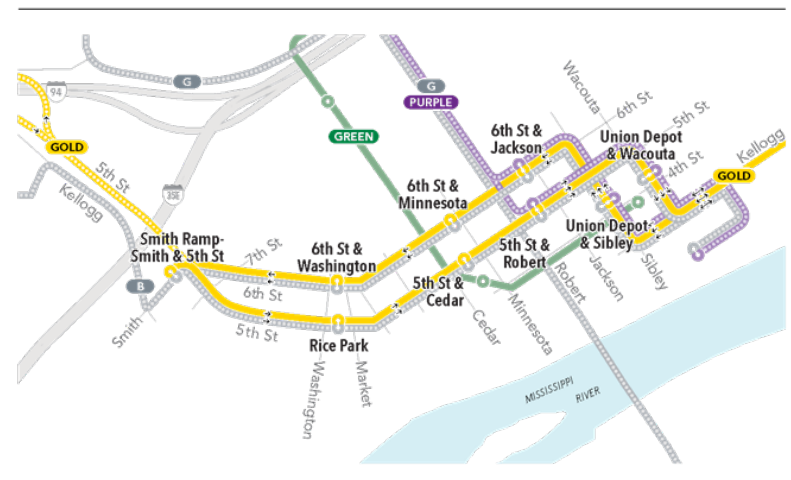 G
94
G
PURPLE
Wacouta
6th St
5th St
GREEN
6th St &
Jackson
Union Depot
& Wacouta
Kellogg
GOLD
5th St
4th St
GOLD
Kellogg
35E
6th St &
Minnesota
Smith Ramp-
Smith & 5th St
7th St
6th St &
Washington
5th St &
Robert
Union Depot
& Sibley
B
6th St
5th St &
Cedar
Robert
Jackson
Sibley
Smith
5th St
Rice Park
Cedar
Minnesota
Washington
Market
MISSISSIPPI
RIVER